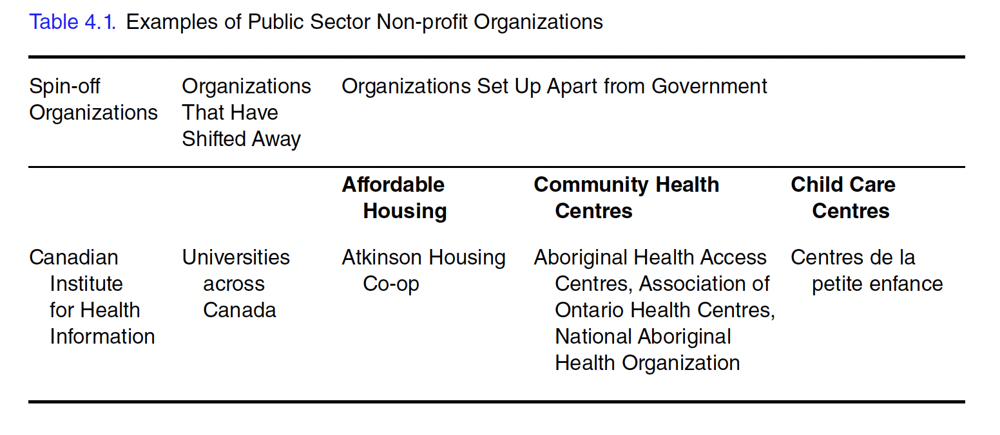 Table 4.1. Examples of Public Sector Non-profit Organizations
Spin-off
Organizations
Organizations
That Have
Shifted Away
Organizations Set Up Apart from Government
Affordable
Housing
Community Health
Centres
Child Care
Centres
Canadian
Institute
for Health
Information
Universities
across
Canada
Atkinson Housing
Co-op
Aboriginal Health Access
Centres, Association of
Ontario Health Centres,
National Aboriginal
Health Organization
Centres de la
petite enfance